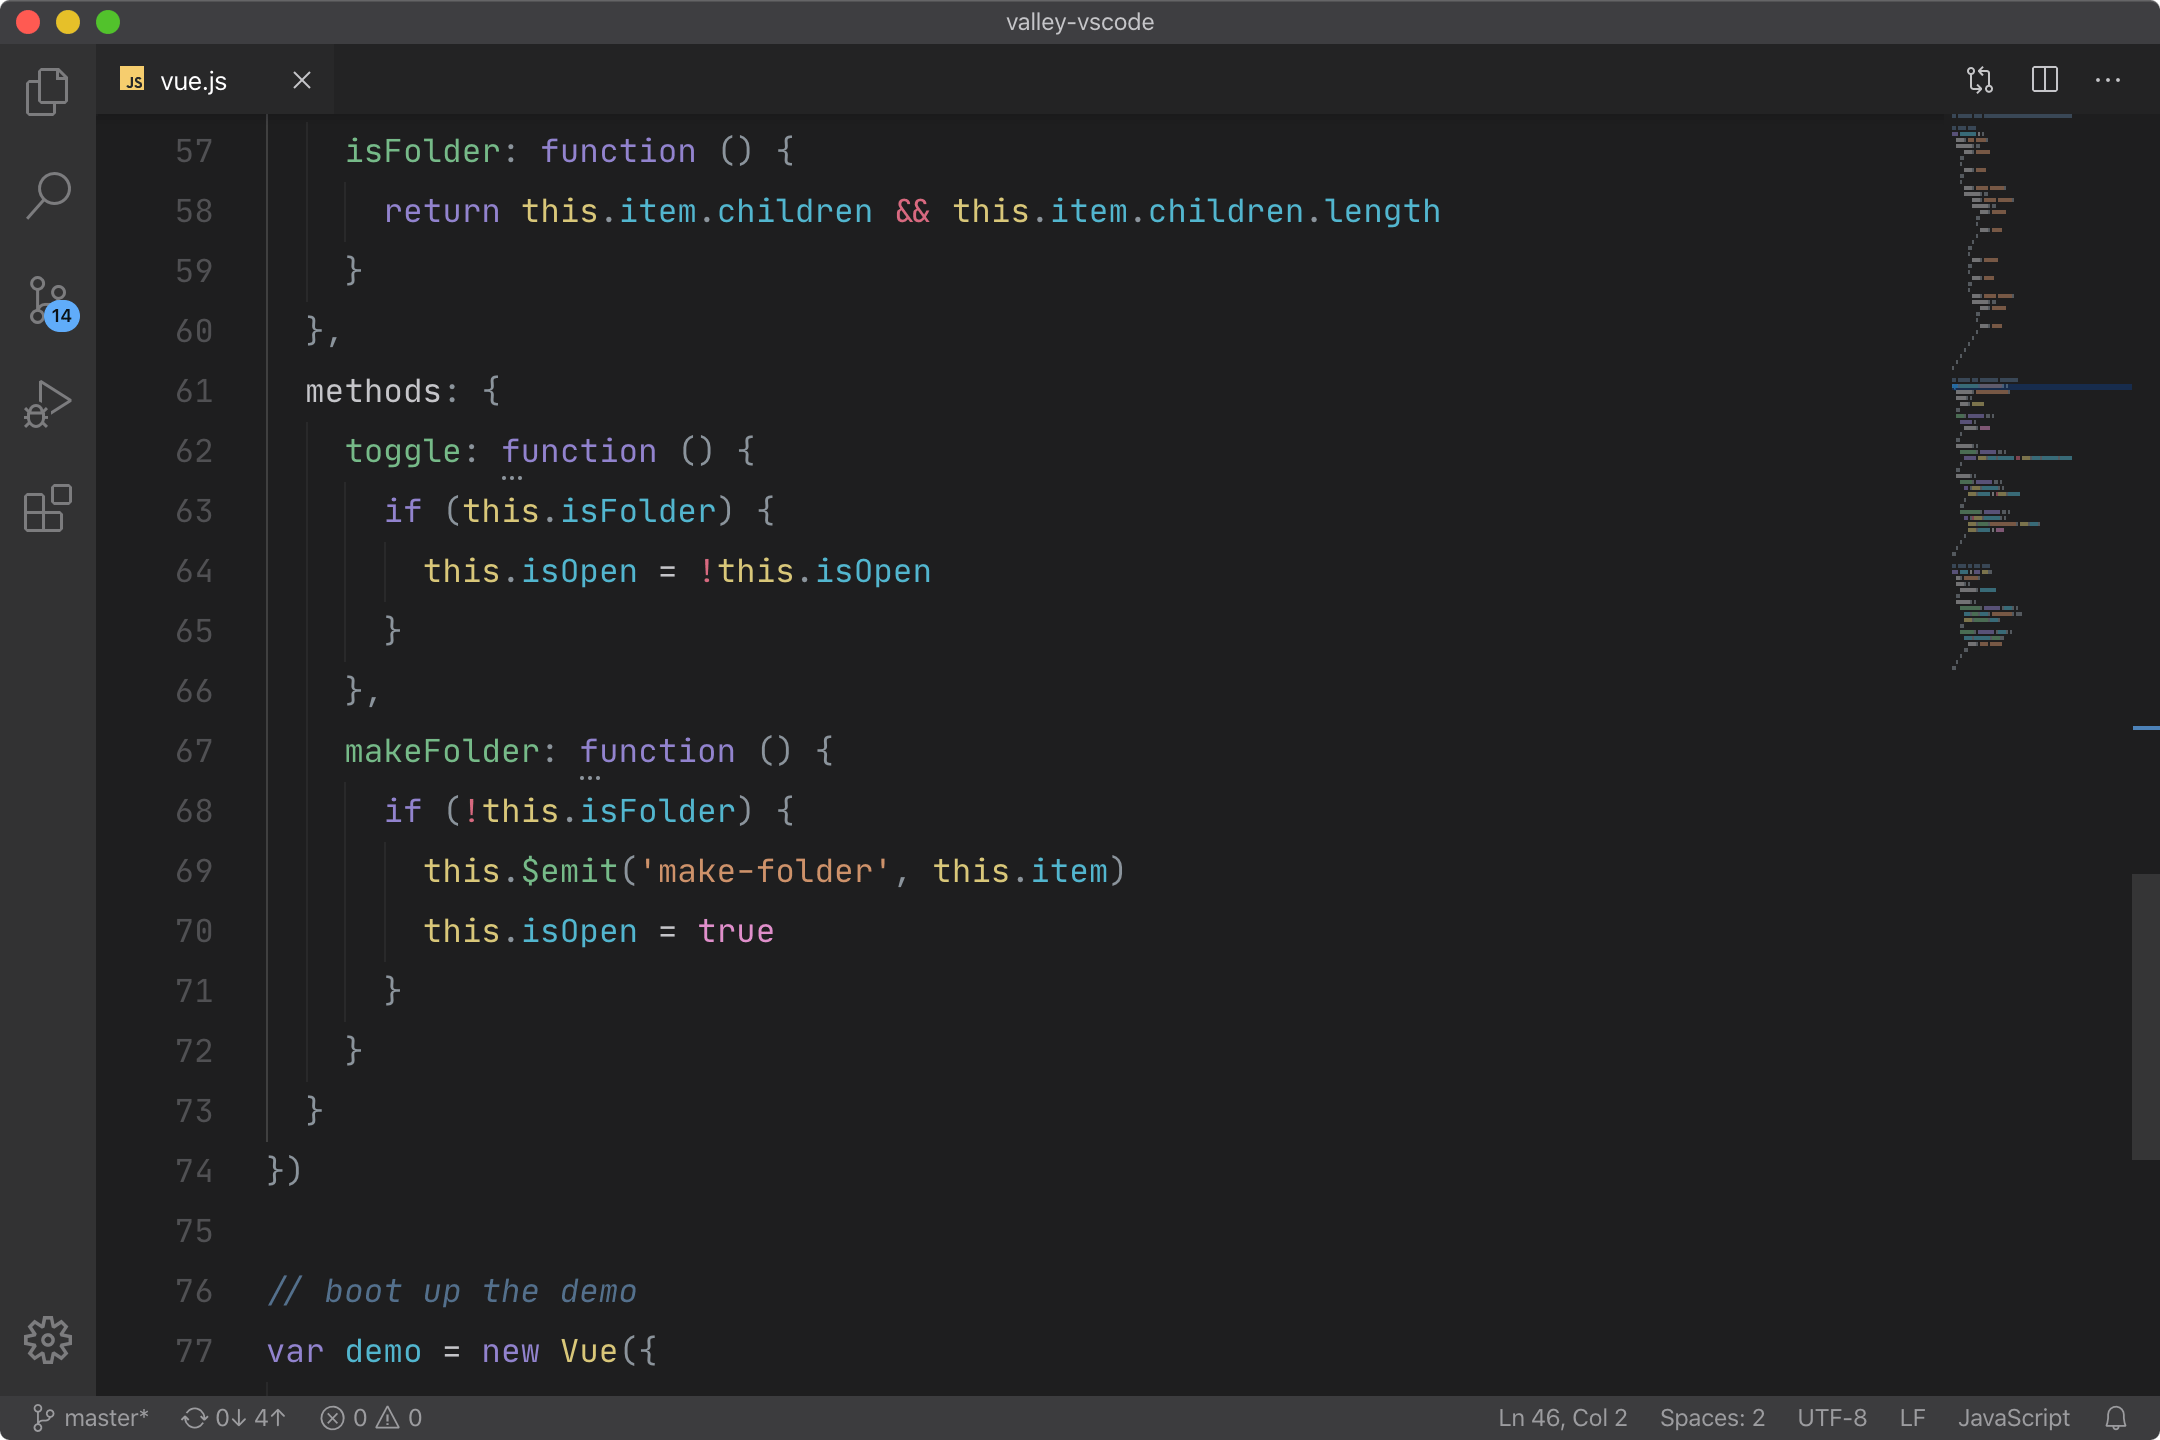 valley-vscode
JS vue.js
57 isFolder: function () {
58 return this.item.children && this.item.children.length
59 }
60 },
61 methods: {
62 toggle: function () {
63 if (this.isFolder) {
64 this.isOpen = !this.isOpen
65 }
66 },
67 makeFolder: function () {
68 if (!this.isFolder) {
69 this.$emit('make-folder', this.item)
70 this.isOpen = true
71 }
72 }
73 }
74 })
75
76 // boot up the demo
77 var demo = new Vue({
14
master* 0↓ 4↑ 0 0 Ln 46, Col 2 Spaces: 2 UTF-8 LF JavaScript